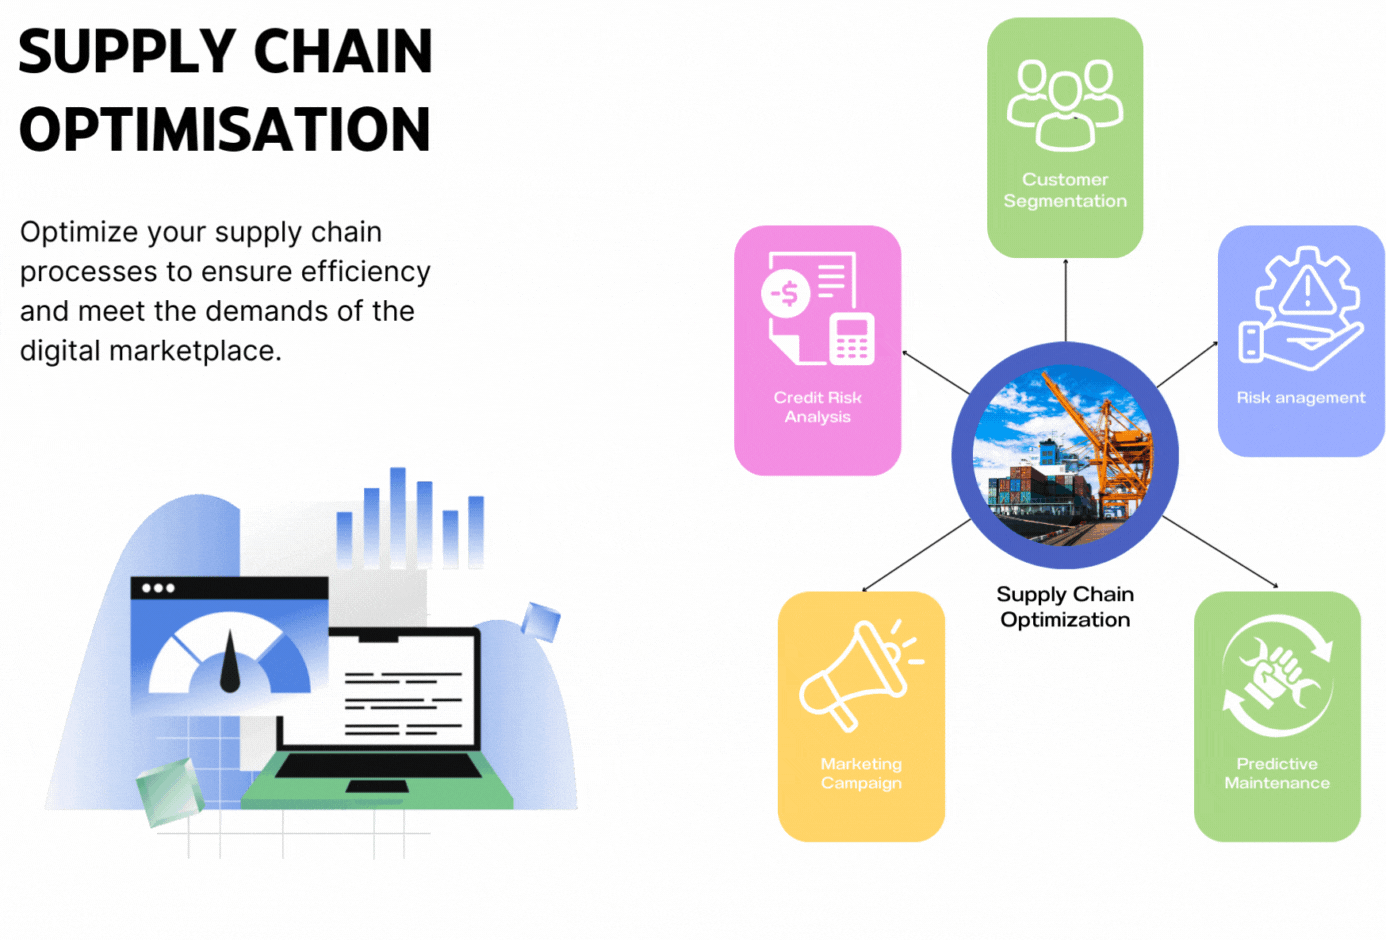 SUPPLY CHAIN
OPTIMISATION
Optimize your supply chain
processes to ensure efficiency
and meet the demands of the
digital marketplace.
Customer
Segmentation
-$
Credit Risk
Analysis
Risk anagement
Supply Chain
Optimization
Marketing
Campaign
Predictive
Maintenance